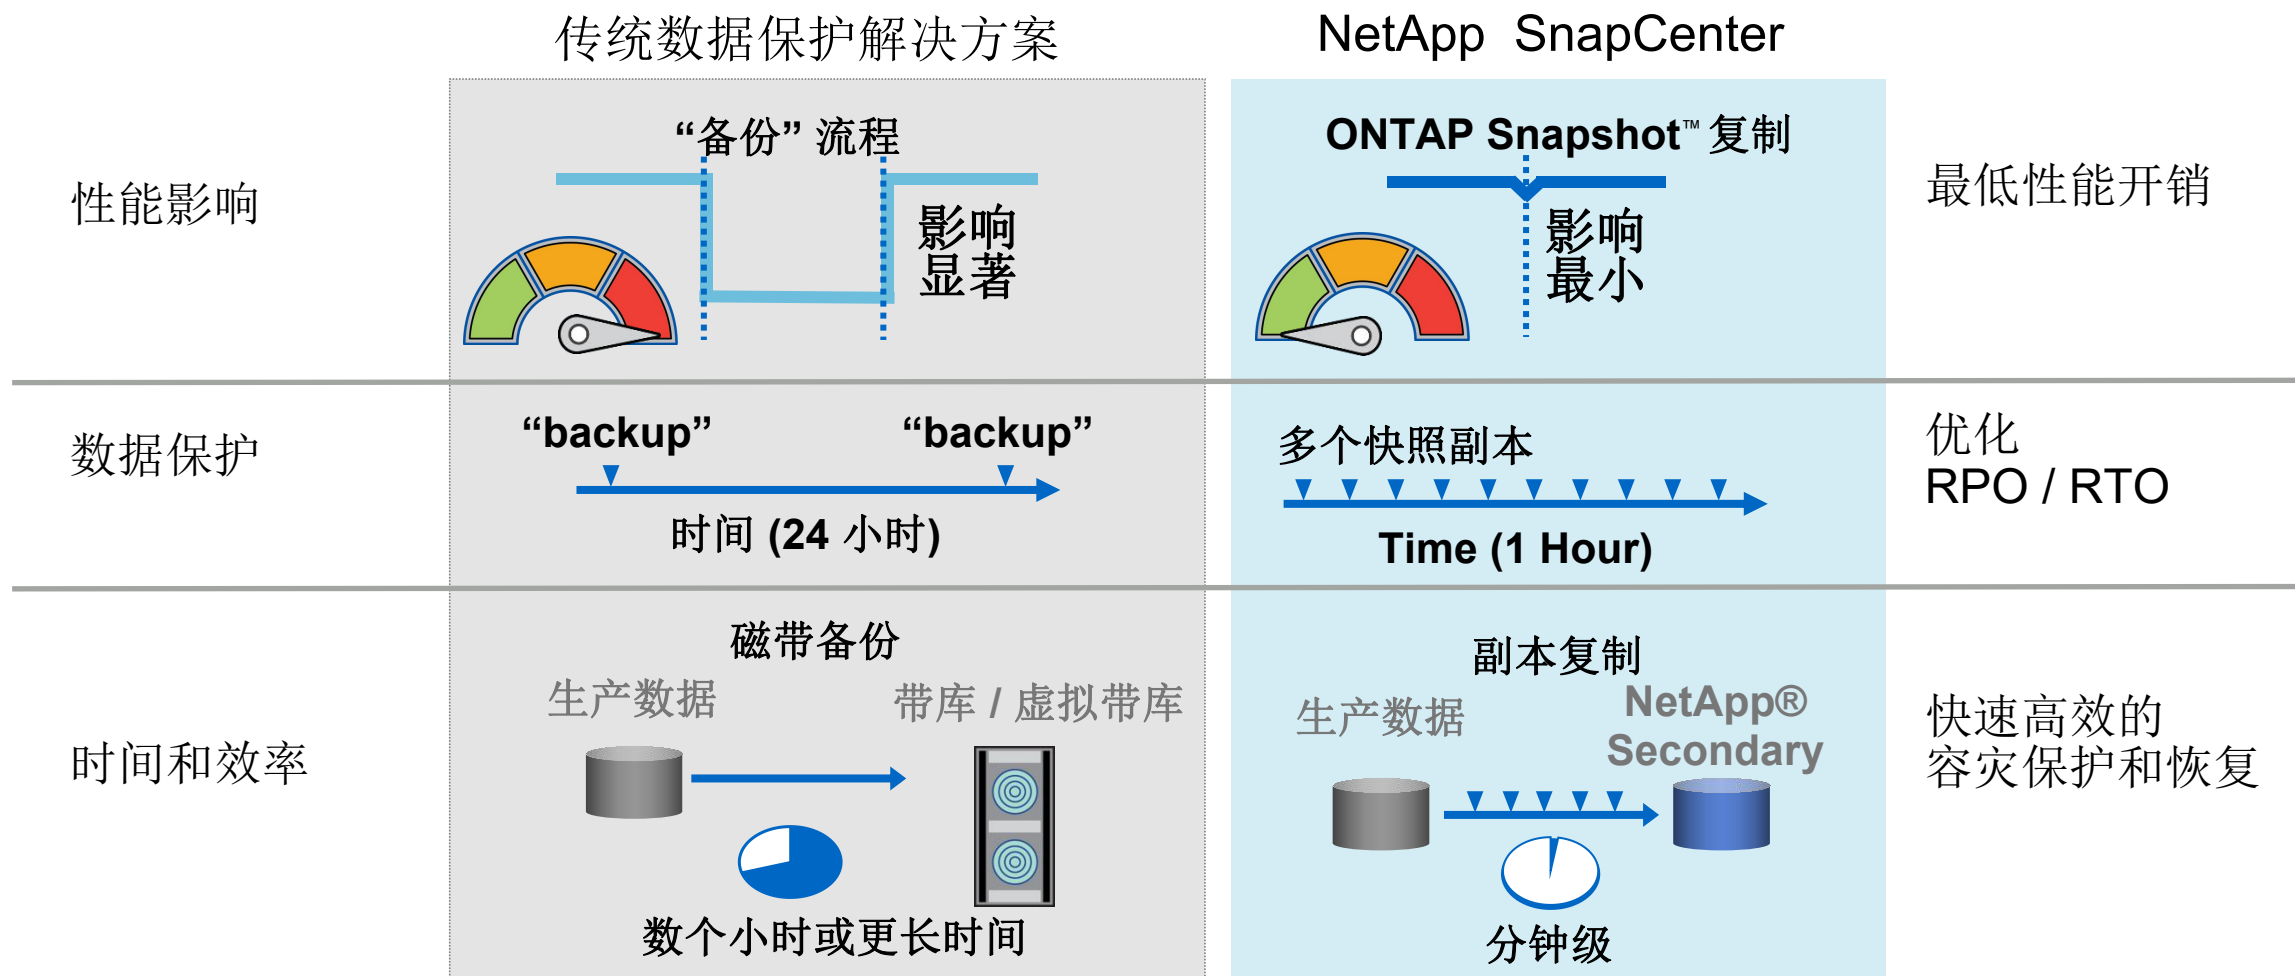 传统数据保护解决方案
NetApp SnapCenter
性能影响
“备份” 流程
影响
显著
ONTAP Snapshot™ 复制
影响
最小
最低性能开销
数据保护
“backup”
“backup”
时间 (24 小时)
多个快照副本
Time (1 Hour)
优化
RPO / RTO
时间和效率
磁带备份
生产数据
带库 / 虚拟带库
数个小时或更长时间
副本复制
生产数据
NetApp®
Secondary
分钟级
快速高效的
容灾保护和恢复